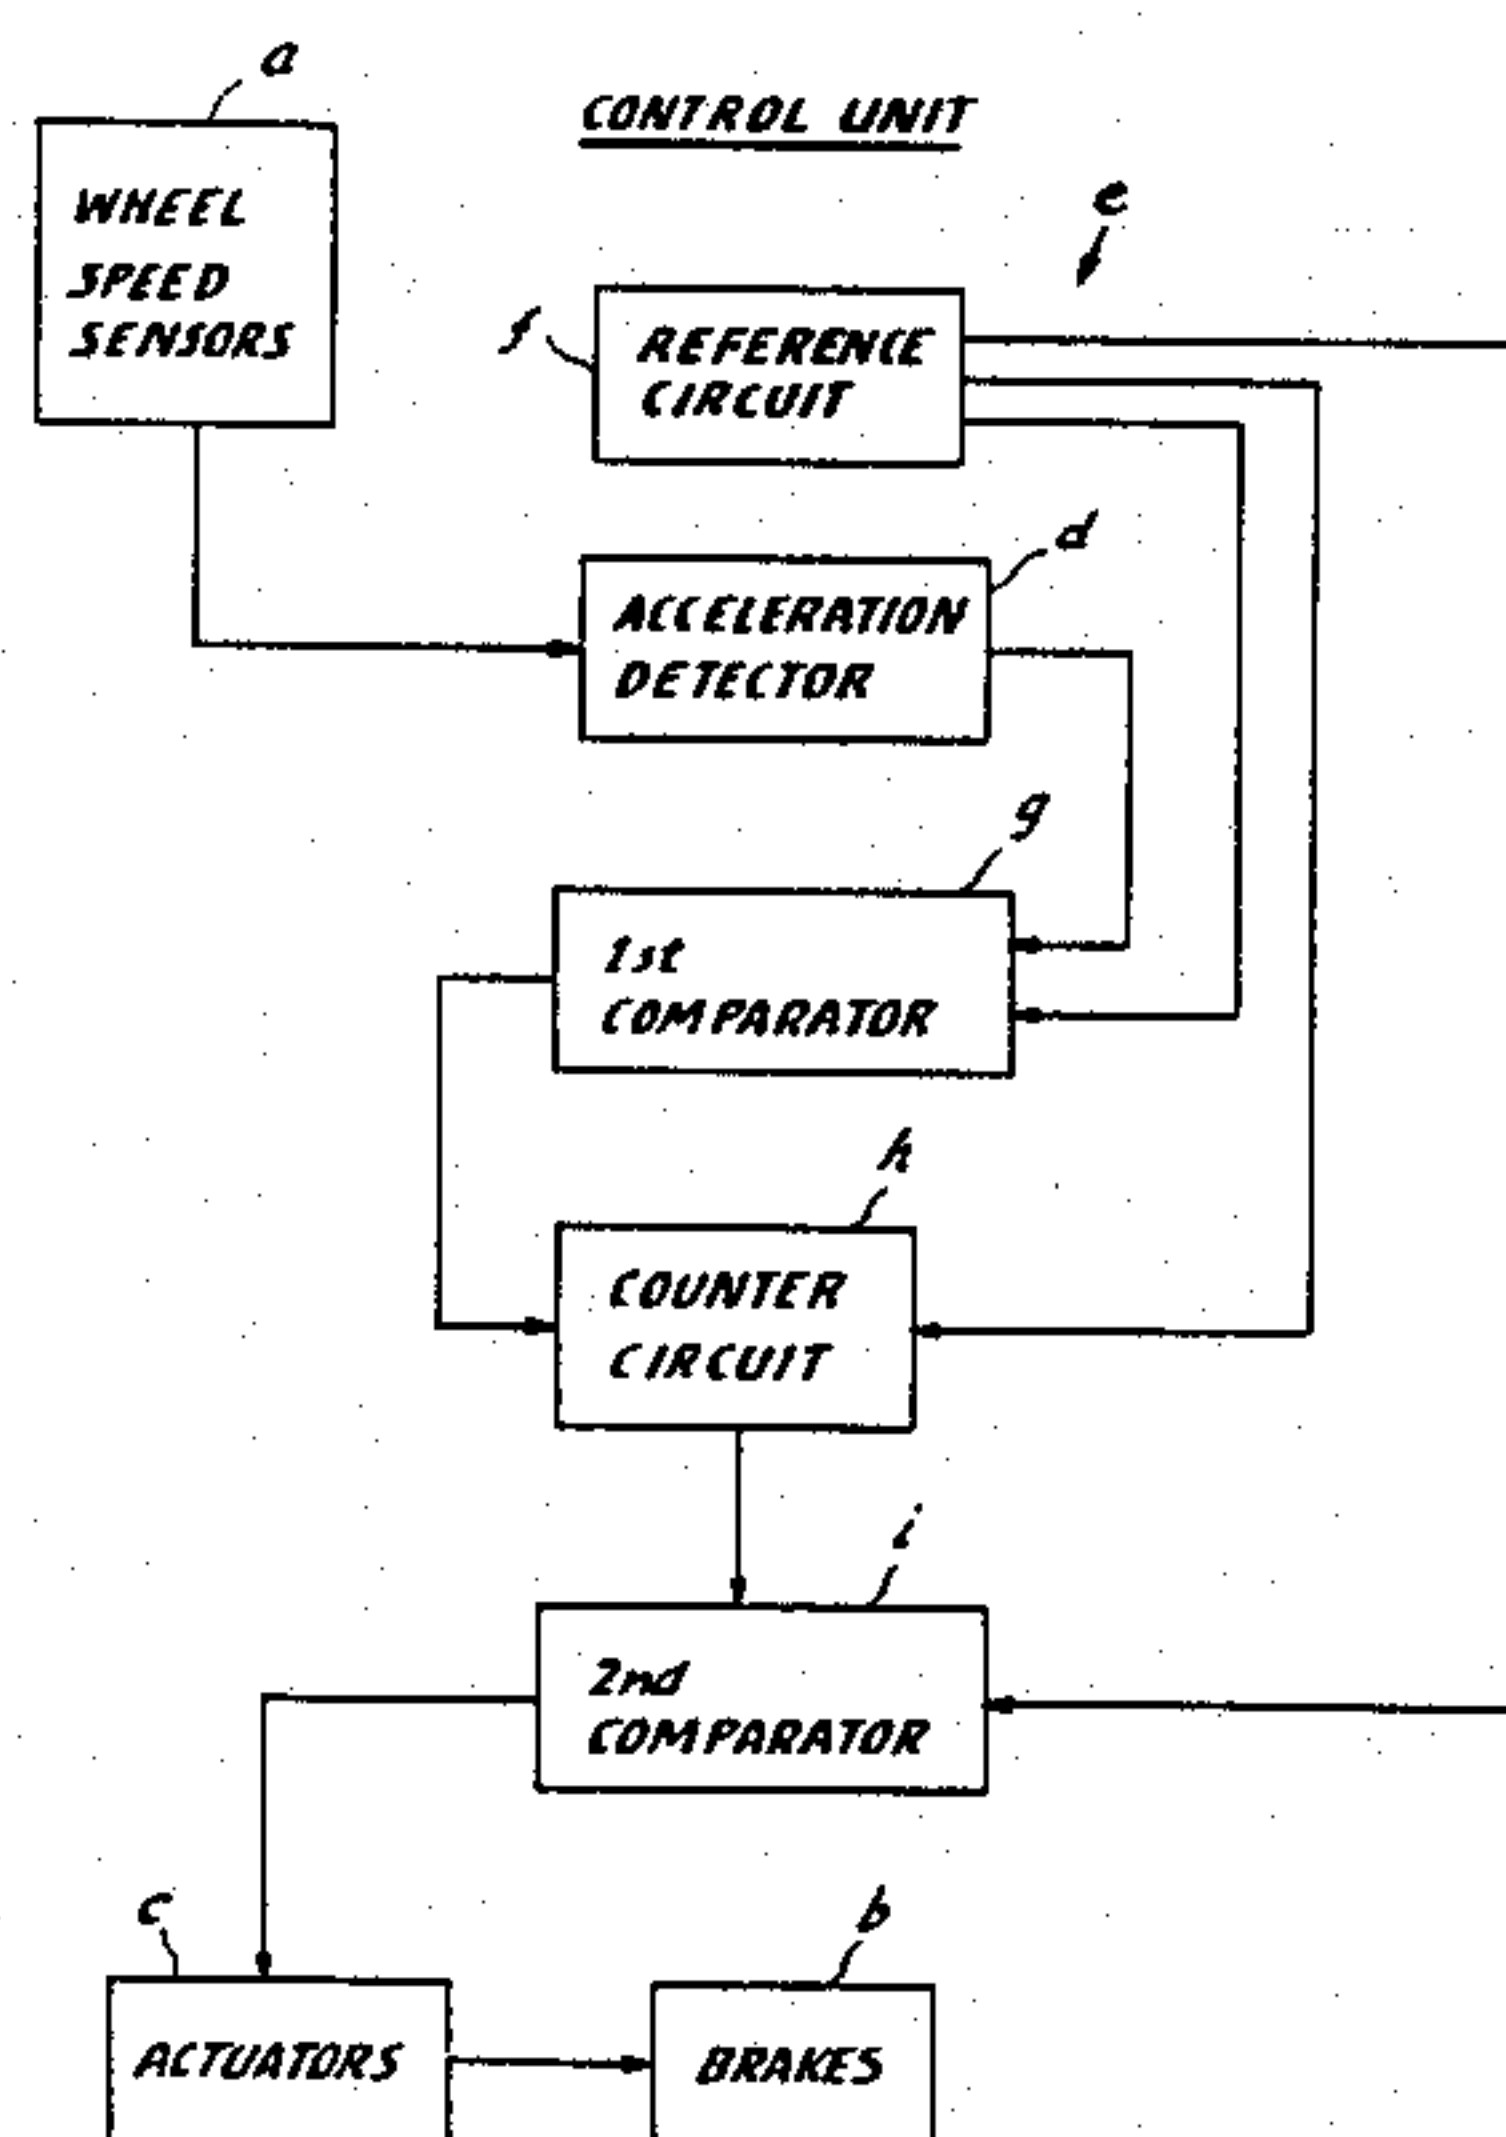 a
CONTROL UNIT
WHEEL
SPEED
SENSORS
e
f
REFERENCE
CIRCUIT
d
ACCELERATION
DETECTOR
g
1st
COMPARATOR
h
COUNTER
CIRCUIT
i
2nd
COMPARATOR
c
b
ACTUATORS
BRAKES